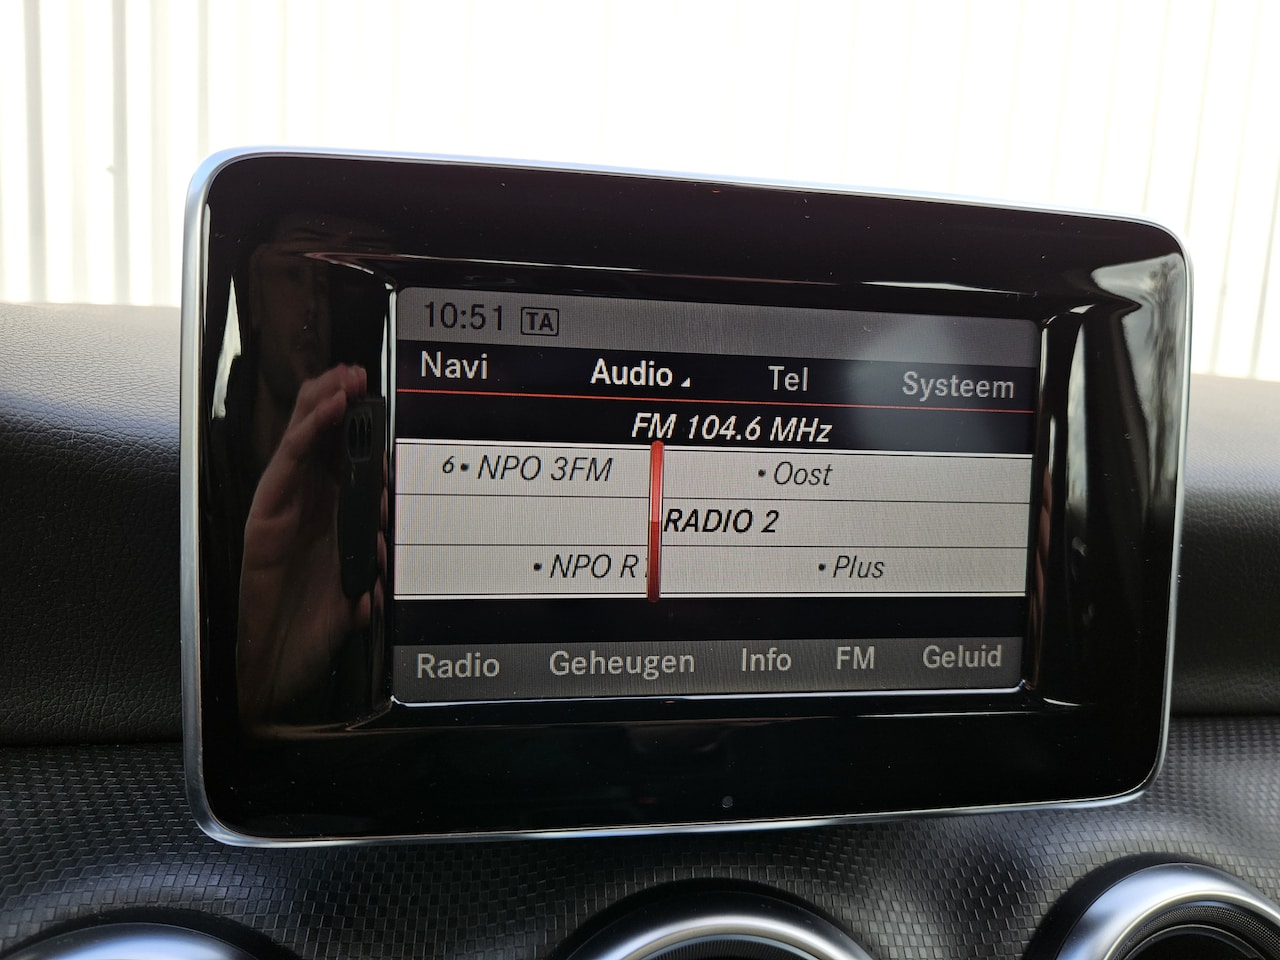 10:51 TA
Navi Audio Tel Systeem
FM 104.6 MHz
6• NPO 3FM •Oost
RADIO 2
•NPO R •Plus
Radio Geheugen Info FM Geluid